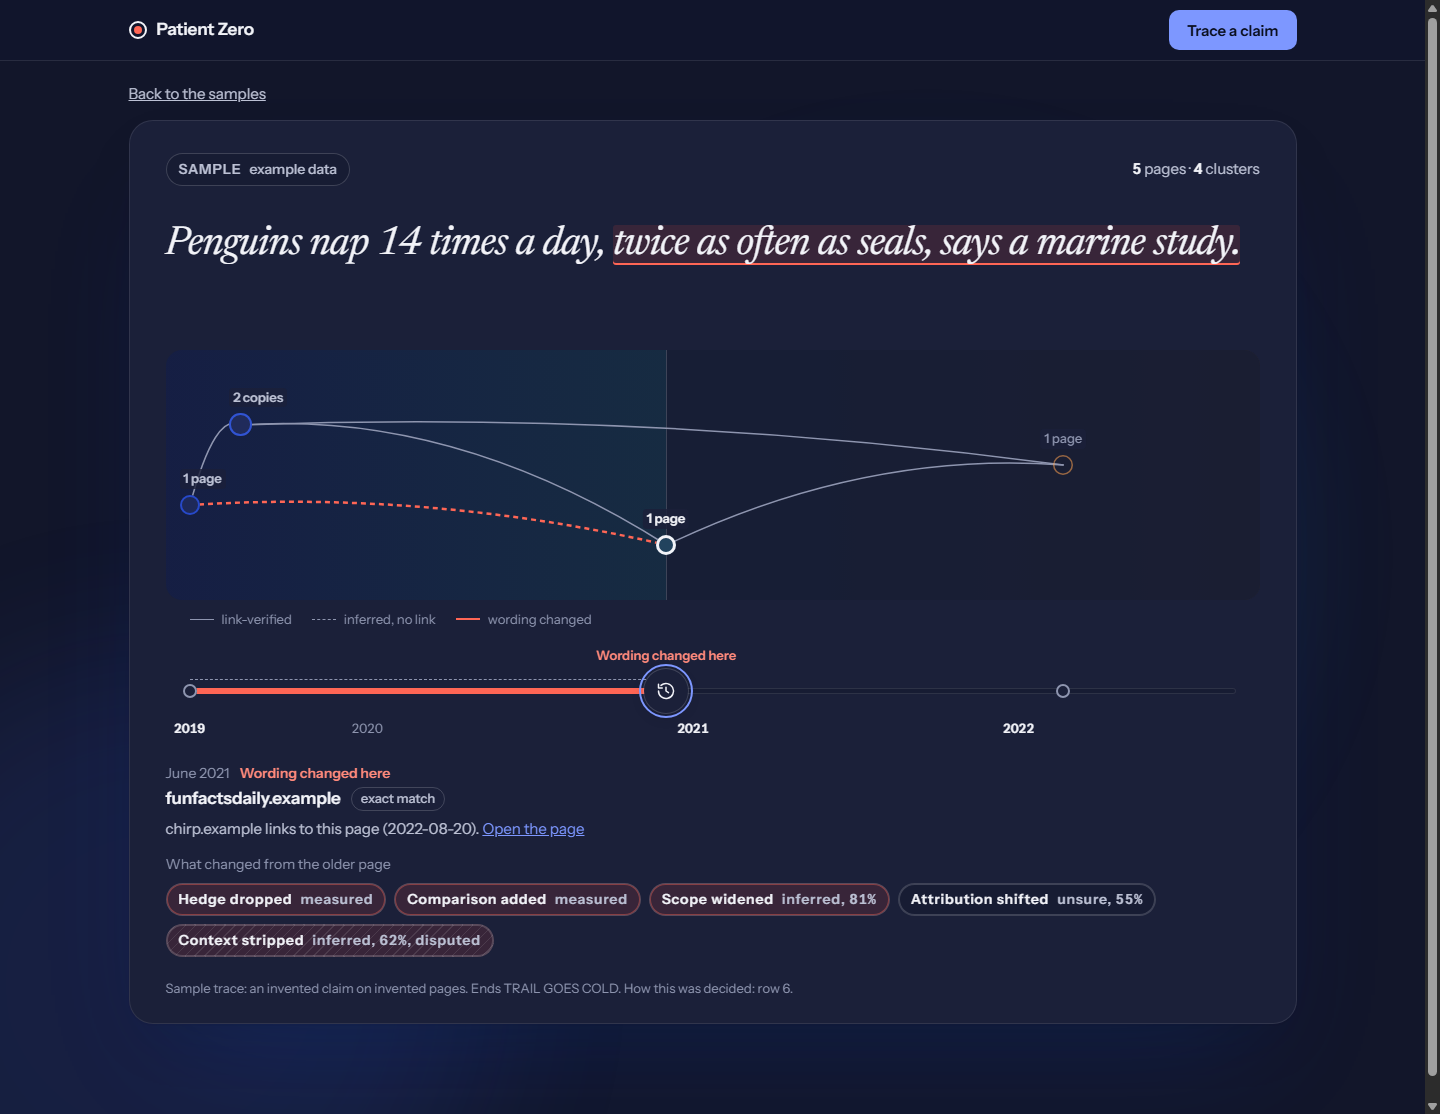 Patient Zero
Trace a claim
Back to the samples
SAMPLE example data
5 pages · 4 clusters
Penguins nap 14 times a day, twice as often as seals, says a marine study.
2 copies
1 page
1 page
1 page
link-verified inferred, no link wording changed
Wording changed here
2019 2020 2021 2022
June 2021 Wording changed here
funfactsdaily.example exact match
chirp.example links to this page (2022-08-20). Open the page
What changed from the older page
Hedge dropped measured Comparison added measured Scope widened inferred, 81% Attribution shifted unsure, 55%
Context stripped inferred, 62%, disputed
Sample trace: an invented claim on invented pages. Ends TRAIL GOES COLD. How this was decided: row 6.